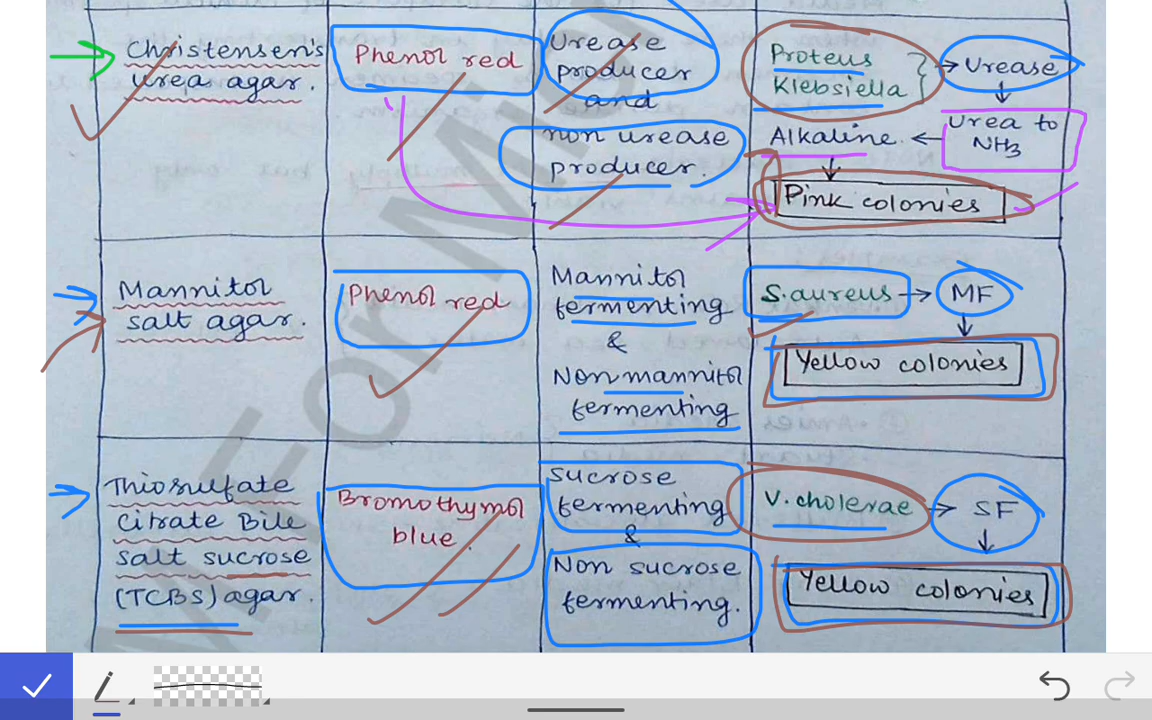 Christensen's
urea agar.
Phenol red
Urease
producer
and
non urease
producer.
Proteus
Klebsiella
Urease
Urea to
NH3
Alkaline
Pink colonies
Mannitol
salt agar.
Phenol red
Mannitol
fermenting
&
Non mannitol
fermenting
S. aureus
MF
Yellow colonies
Thiosulfate
Citrate Bile
salt sucrose
(TCBS) agar.
Bromothymol
blue.
Sucrose
fermenting
&
Non sucrose
fermenting.
V. cholerae
SF
Yellow colonies